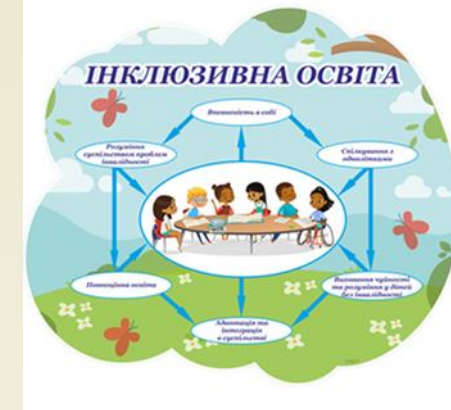 ІНКЛЮЗИВНА ОСВІТА
Впевненість в собі
Розуміння
суспільством проблем
інвалідності
Спілкування з
однолітками
Повноцінна освіта
Виховання чуйності
та розуміння у дітей
без інвалідності
Адаптація та
інтеграція
в суспільстві